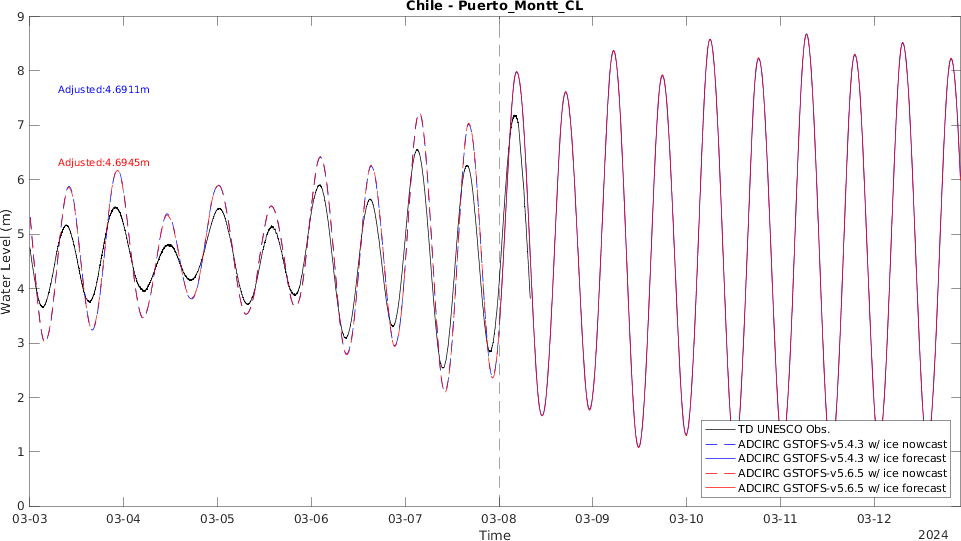 Chile - Puerto_Montt_CL
9
8
7
6
5
4
3
2
1
0
Water Level (m)
Adjusted:4.6911m
Adjusted:4.6945m
TD UNESCO Obs.
ADCIRC GSTOFS-v5.4.3 w/ ice nowcast
ADCIRC GSTOFS-v5.4.3 w/ ice forecast
ADCIRC GSTOFS-v5.6.5 w/ ice nowcast
ADCIRC GSTOFS-v5.6.5 w/ ice forecast
03-03 03-04 03-05 03-06 03-07 03-08 03-09 03-10 03-11 03-12
Time
2024